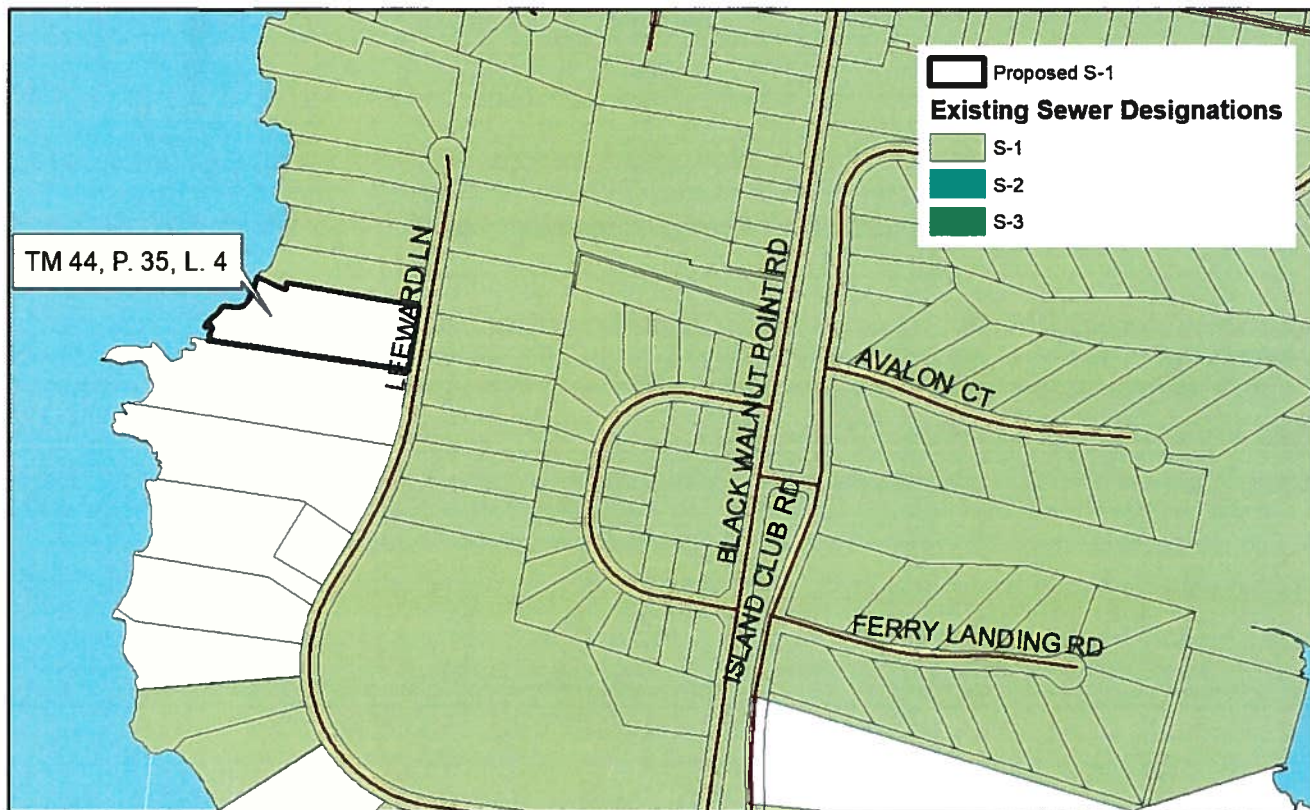 Proposed S-1
Existing Sewer Designations
S-1
S-2
S-3
TM 44, P. 35, L. 4
LEEWARD LN
BLACK WALNUT POINT RD
AVALON CT
ISLAND CLUB RD
FERRY LANDING RD